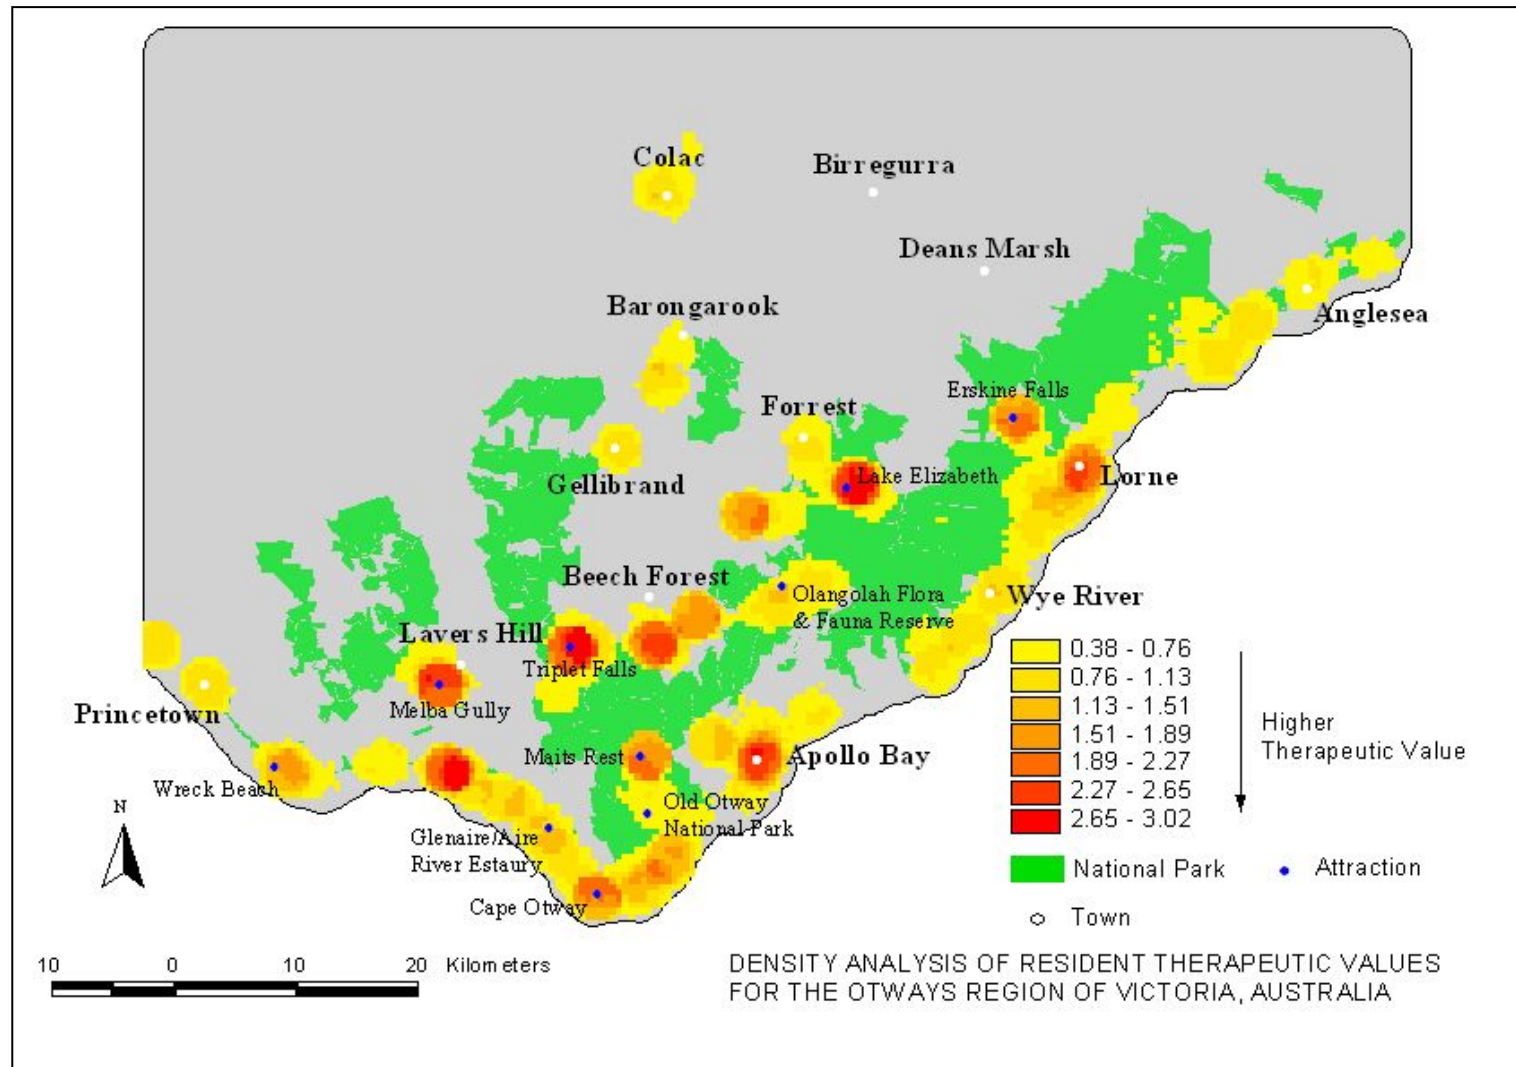 Colac
Birregurra
Deans Marsh
Barongarook
Anglesea
Erskine Falls
Forrest
Lake Elizabeth
Lorne
Gellibrand
Beech Forest
Olangolah Flora
& Fauna Reserve
Wye River
Lavers Hill
Triplet Falls
Melba Gully
Princetown
Maits Rest
Apollo Bay
Wreck Beach
Old Otway
National Park
Glenaire/Aire
River Estaury
Cape Otway
N
0.38 - 0.76
0.76 - 1.13
1.13 - 1.51
1.51 - 1.89
1.89 - 2.27
2.27 - 2.65
2.65 - 3.02
Higher
Therapeutic Value
National Park
Attraction
Town
10 0 10 20 Kilometers
DENSITY ANALYSIS OF RESIDENT THERAPEUTIC VALUES
FOR THE OTWAYS REGION OF VICTORIA, AUSTRALIA